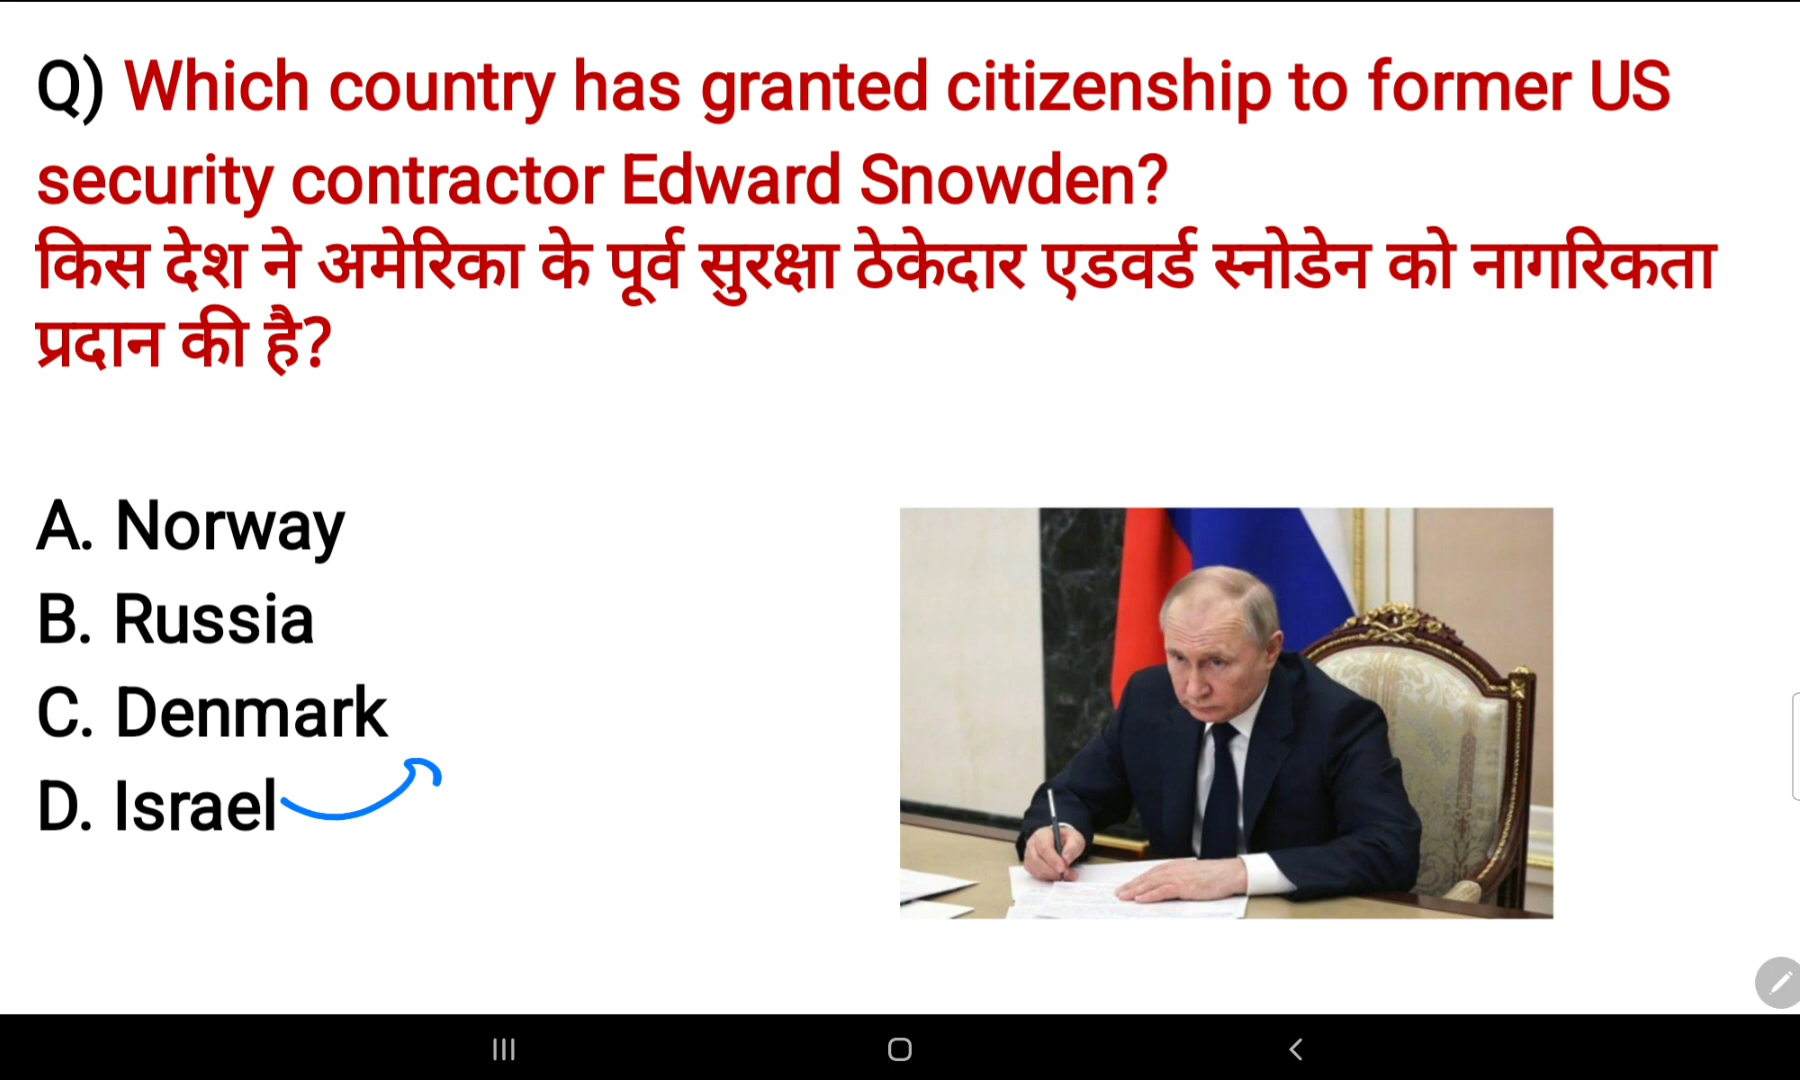 Q) Which country has granted citizenship to former US
security contractor Edward Snowden?
किस देश ने अमेरिका के पूर्व सुरक्षा ठेकेदार एडवर्ड स्नोडेन को नागरिकता
प्रदान की है?
A. Norway
B. Russia
C. Denmark
D. Israel